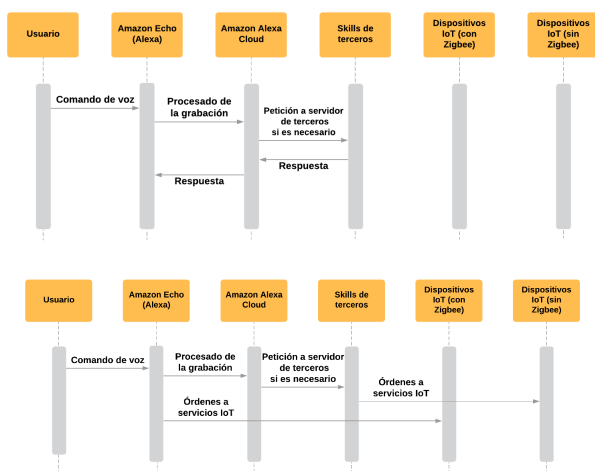 Usuario
Amazon Echo
(Alexa)
Amazon Alexa
Cloud
Skills de
terceros
Dispositivos
IoT (con
Zigbee)
Dispositivos
IoT (sin
Zigbee)
Comando de voz
Procesado de
la grabación
Petición a servidor
de terceros
si es necesario
Respuesta
Respuesta
Usuario
Amazon Echo
(Alexa)
Amazon Alexa
Cloud
Skills de
terceros
Dispositivos
IoT (con
Zigbee)
Dispositivos
IoT (sin
Zigbee)
Comando de voz
Procesado de
la grabación
Petición a servidor
de terceros
si es necesario
Órdenes a
servicios IoT
Órdenes a
servicios IoT